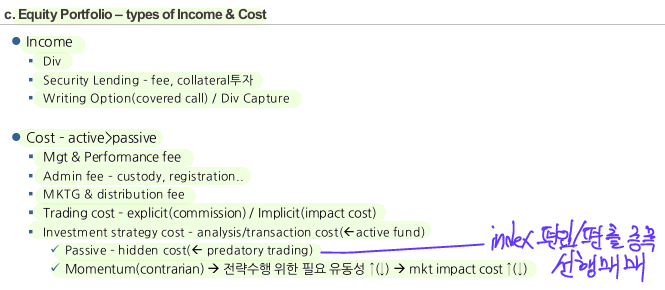 c. Equity Portfolio – types of Income & Cost
● Income
▪ Div
▪ Security Lending - fee, collateral투자
▪ Writing Option(covered call) / Div Capture
● Cost - active>passive
▪ Mgt & Performance fee
▪ Admin fee - custody, registration..
▪ MKTG & distribution fee
▪ Trading cost - explicit(commission) / Implicit(impact cost)
▪ Investment strategy cost - analysis/transaction cost(←active fund)
✓ Passive - hidden cost(← predatory trading)
index 편입/편출 종목
선행매매
✓ Momentum(contrarian) → 전략수행 위한 필요 유동성 ↑(↓) → mkt impact cost ↑(↓)